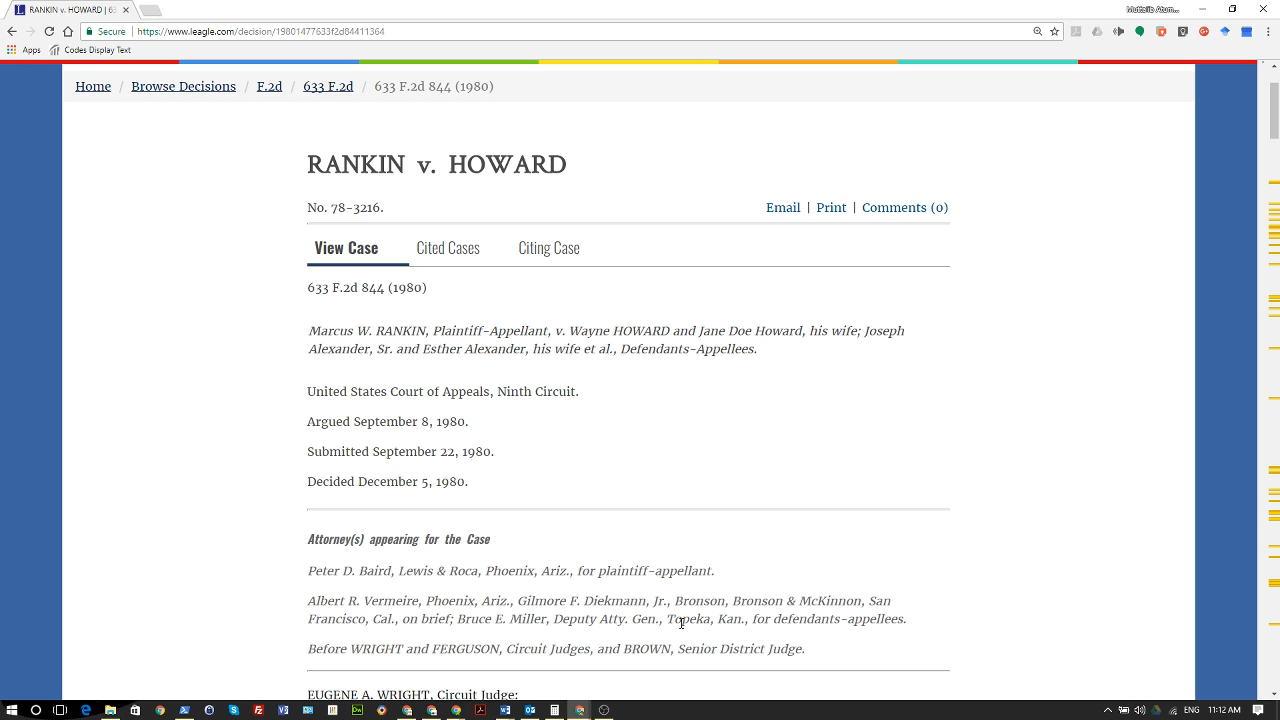 RANKIN v. HOWARD | 63
Secure | https://www.leagle.com/decision/19801477633f2d84411364
Apps Codes Display Text
Home / Browse Decisions / F.2d / 633 F.2d / 633 F.2d 844 (1980)
RANKIN v. HOWARD
No. 78-3216.
Email | Print | Comments (0)
View Case Cited Cases Citing Case
633 F.2d 844 (1980)
Marcus W. RANKIN, Plaintiff-Appellant, v. Wayne HOWARD and Jane Doe Howard, his wife; Joseph
Alexander, Sr. and Esther Alexander, his wife et al., Defendants-Appellees.
United States Court of Appeals, Ninth Circuit.
Argued September 8, 1980.
Submitted September 22, 1980.
Decided December 5, 1980.
Attorney(s) appearing for the Case
Peter D. Baird, Lewis & Roca, Phoenix, Ariz., for plaintiff-appellant.
Albert R. Vermeire, Phoenix, Ariz., Gilmore F. Diekmann, Jr., Bronson, Bronson & McKinnon, San
Francisco, Cal., on brief; Bruce E. Miller, Deputy Atty. Gen., Topeka, Kan., for defendants-appellees.
Before WRIGHT and FERGUSON, Circuit Judges, and BROWN, Senior District Judge.
EUGENE A. WRIGHT, Circuit Judge:
ENG 11:12 AM